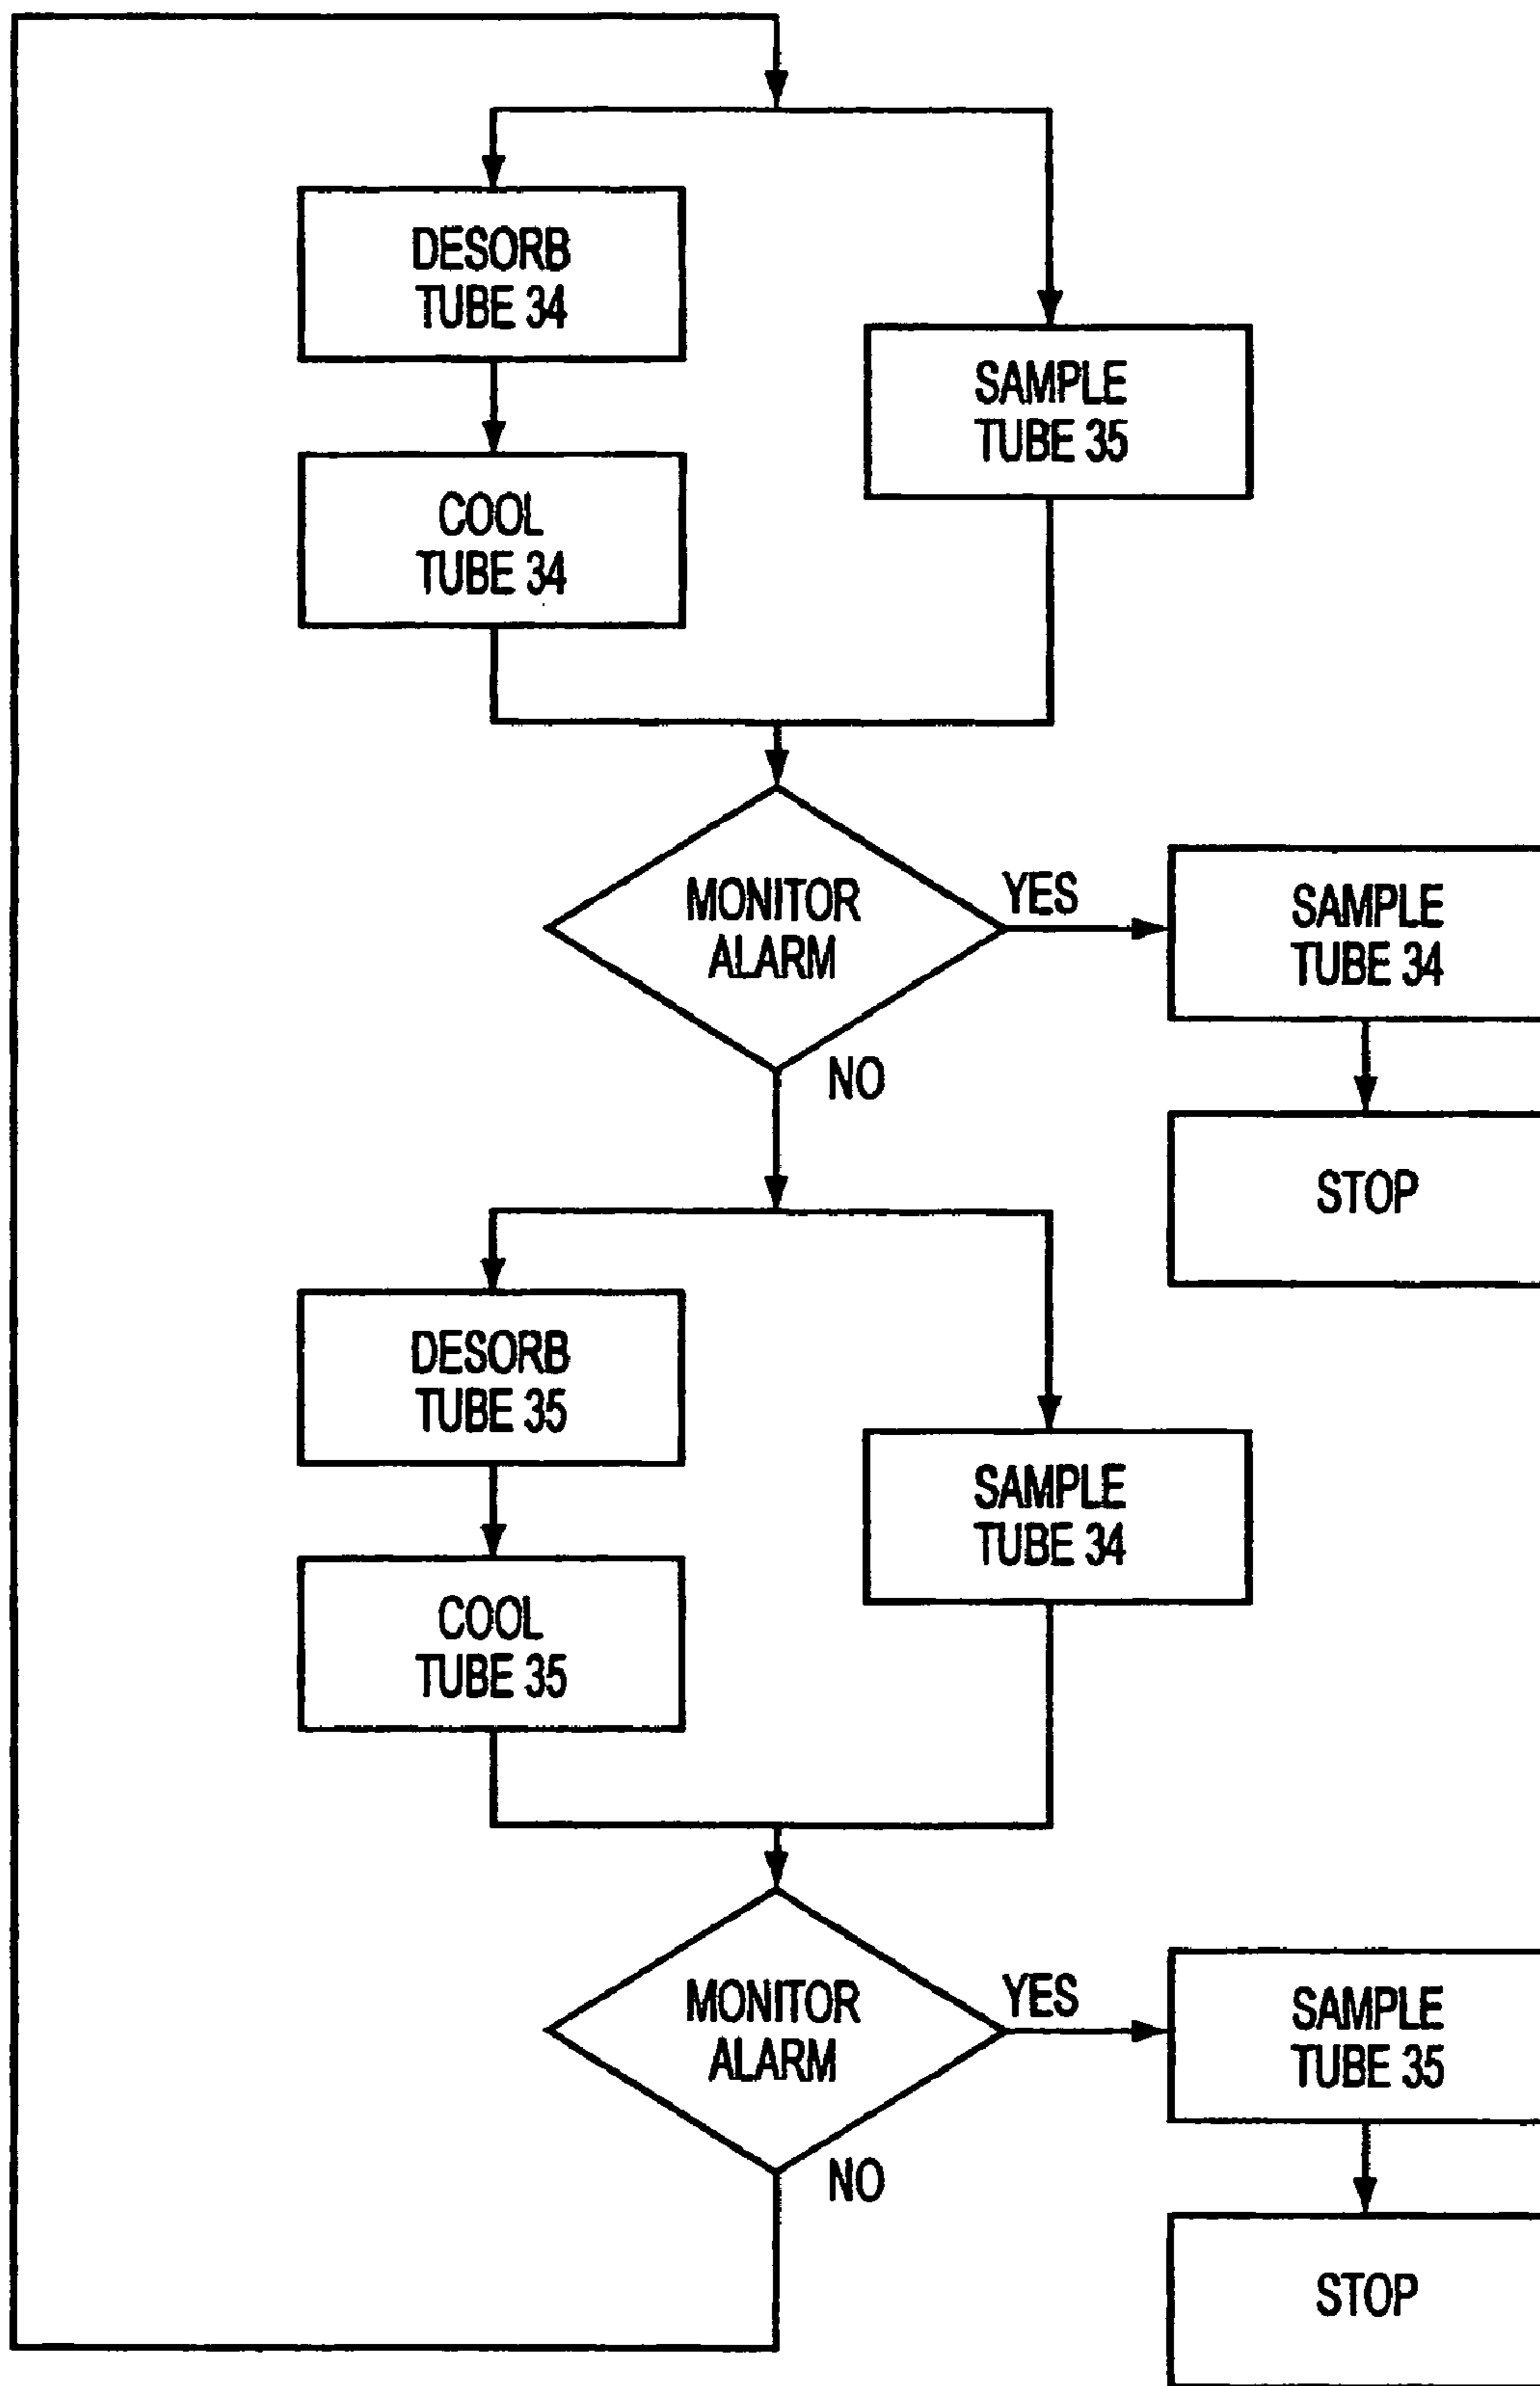 DESORB
TUBE 34
SAMPLE
TUBE 35
COOL
TUBE 34
MONITOR
ALARM
YES
SAMPLE
TUBE 34
NO
STOP
DESORB
TUBE 35
SAMPLE
TUBE 34
COOL
TUBE 35
MONITOR
ALARM
YES
SAMPLE
TUBE 35
NO
STOP